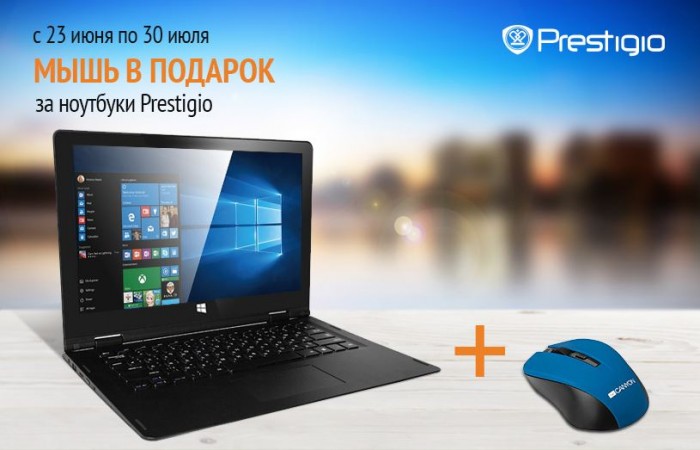 с 23 июня по 30 июля
МЫШЬ В ПОДАРОК
за ноутбуки Prestigio
Prestigio
CANYON